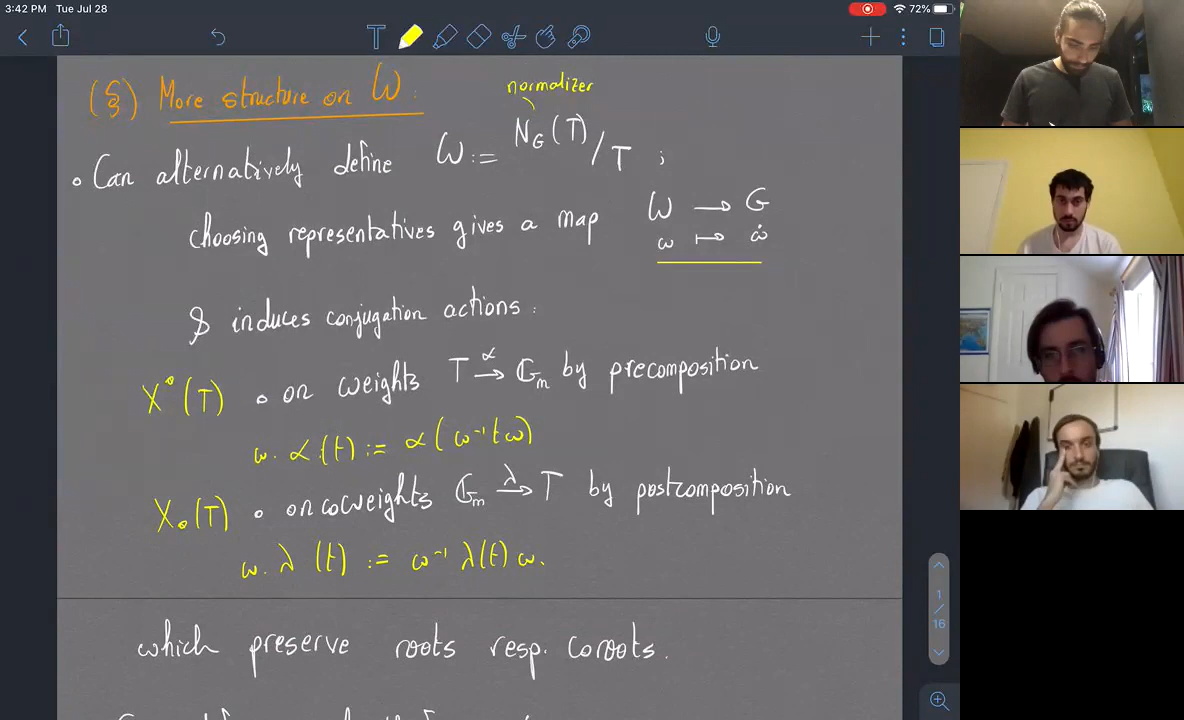 3:42 PM Tue Jul 28
72%
(§) More structure on W :
normalizer
• Can alternatively define W := N_G(T)/T ;
choosing representatives gives a map W → G
ω ↦ ω̇
& induces conjugation actions :
X^•(T) • on weights T →^α 𝔾_m by precomposition
ω. α (t) := α(ω⁻¹tω)
X_•(T) • on coweights 𝔾_m →^λ T by postcomposition
ω. λ (t) := ω⁻¹ λ(t) ω.
which preserve roots resp. coroots.
1
/
16